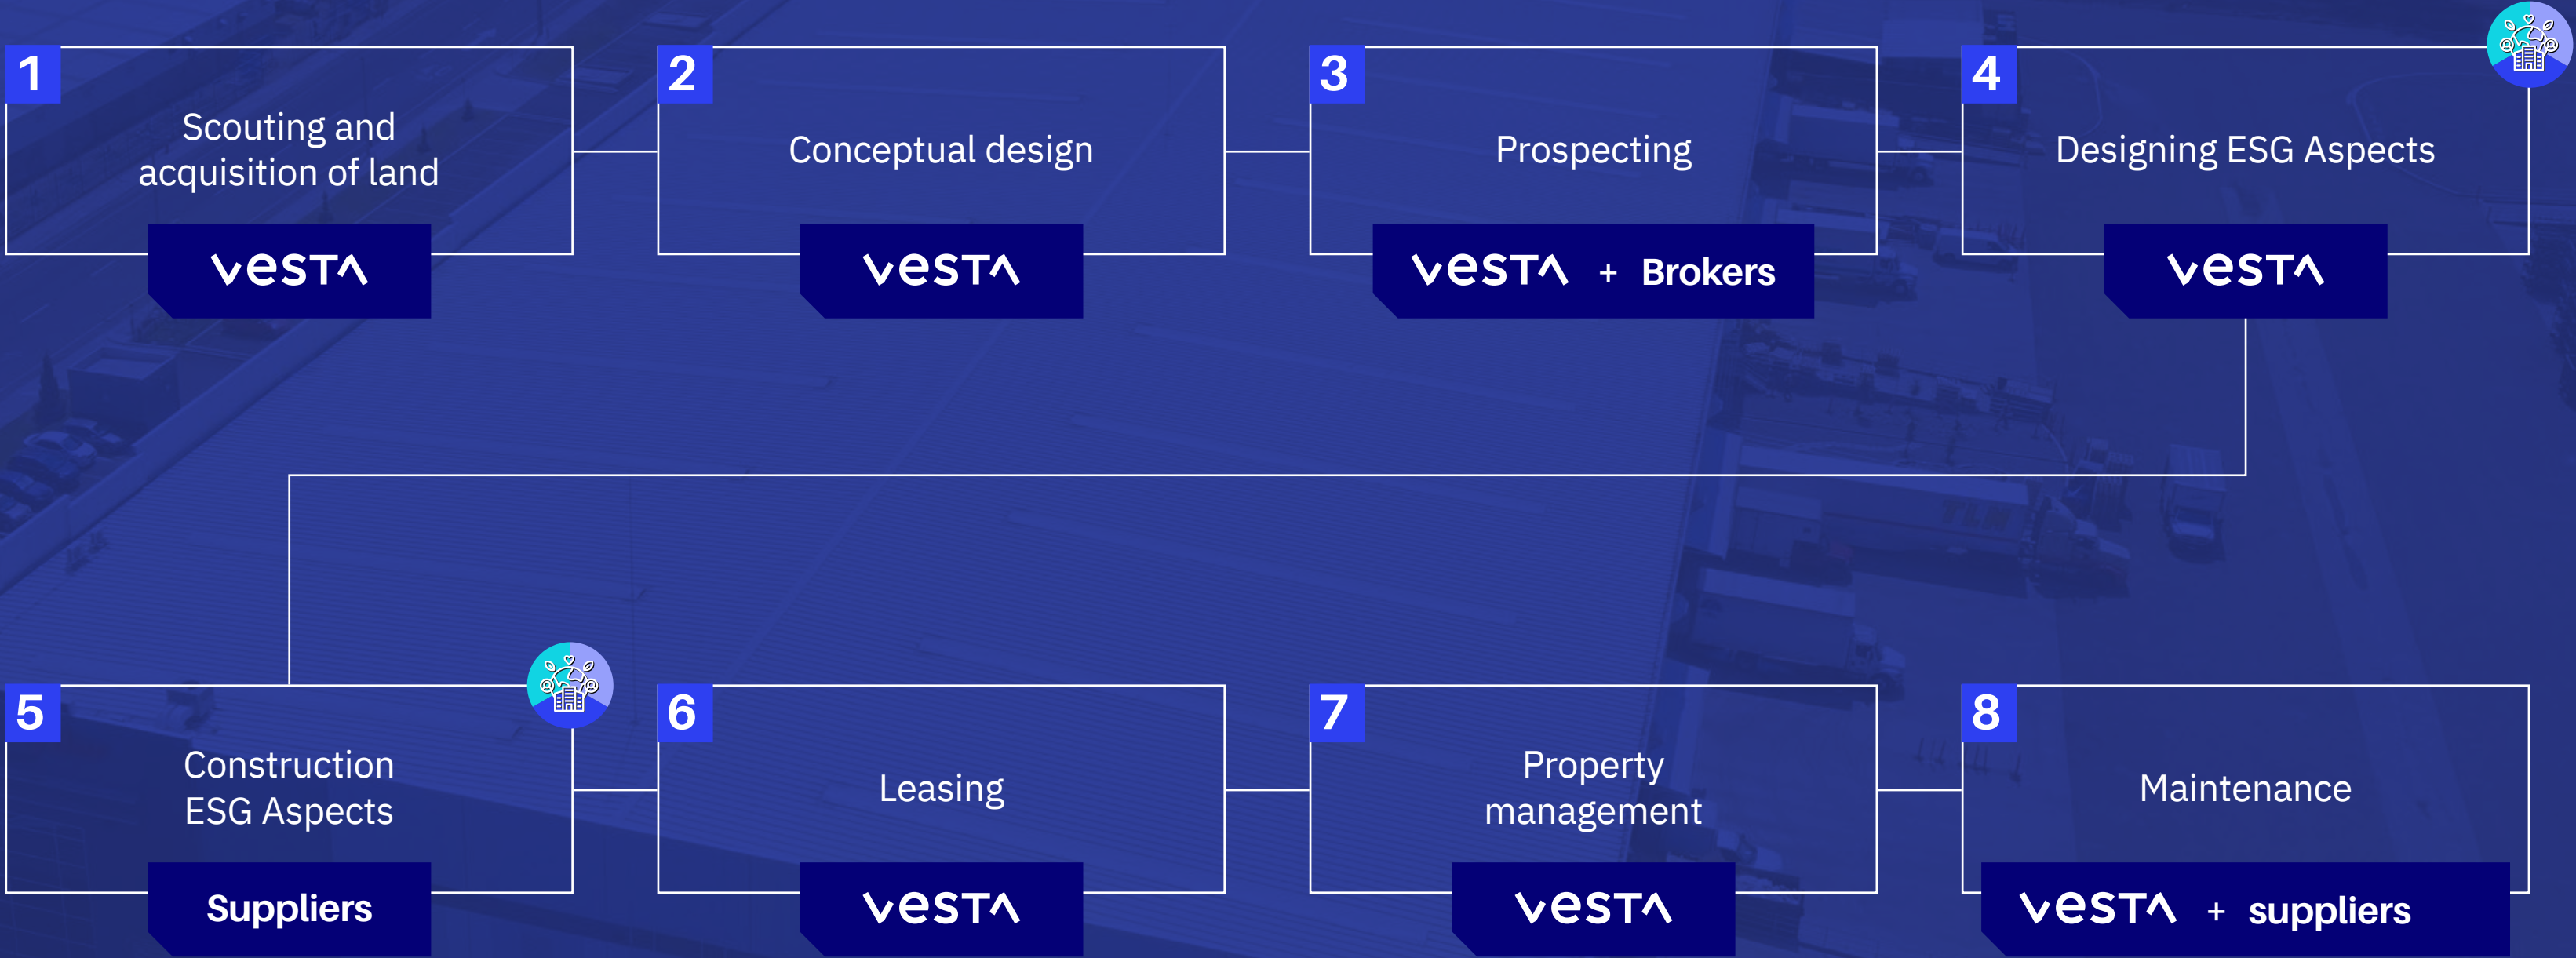 1
Scouting and
acquisition of land
vesta
2
Conceptual design
vesta
3
Prospecting
vesta + Brokers
4
Designing ESG Aspects
vesta
5
Construction
ESG Aspects
Suppliers
6
Leasing
vesta
7
Property
management
vesta
8
Maintenance
vesta + suppliers